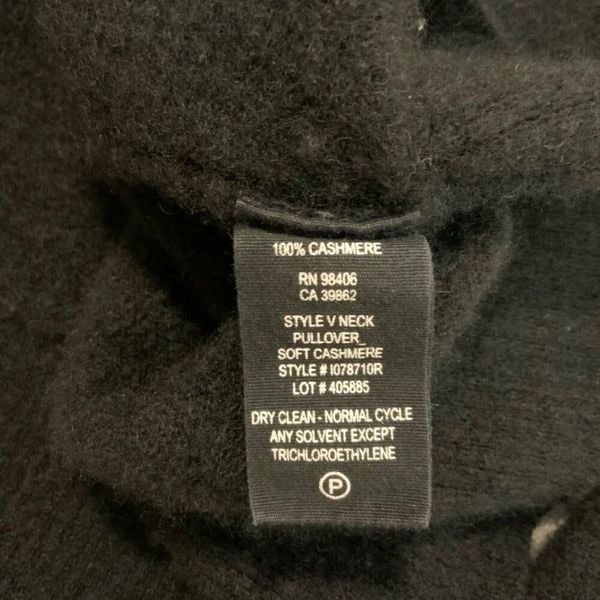 100% CASHMERE
RN 98406
CA 39862
STYLE V NECK
PULLOVER_
SOFT CASHMERE
STYLE # I078710R
LOT # 405885
DRY CLEAN - NORMAL CYCLE
ANY SOLVENT EXCEPT
TRICHLOROETHYLENE
P